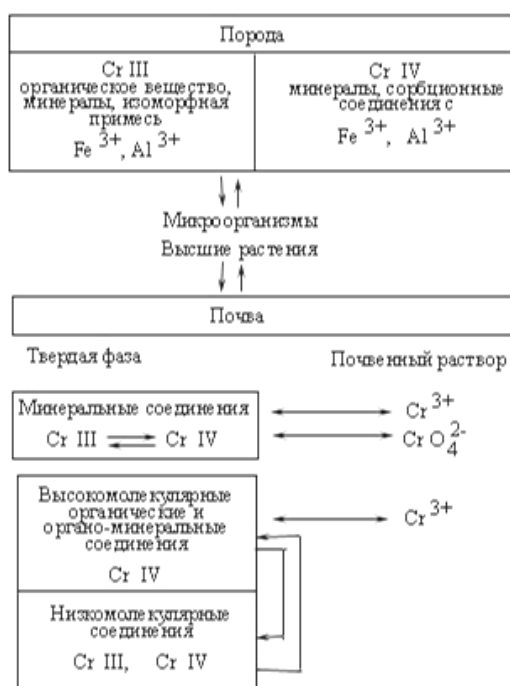 Порода
Cr III
органическое вещество,
минералы, изоморфная
примесь
Fe 3+, Al 3+
Cr IV
минералы, сорбционные
соединения с
Fe 3+, Al 3+
Микроорганизмы
Высшие растения
Почва
Твердая фаза
Почвенный раствор
Минеральные соединения
Cr III Cr IV
Cr 3+
Cr O 2- 4
Высокомолекулярные
органические и
органо-минеральные
соединения
Cr IV
Cr 3+
Низкомолекулярные
соединения
Cr III, Cr IV